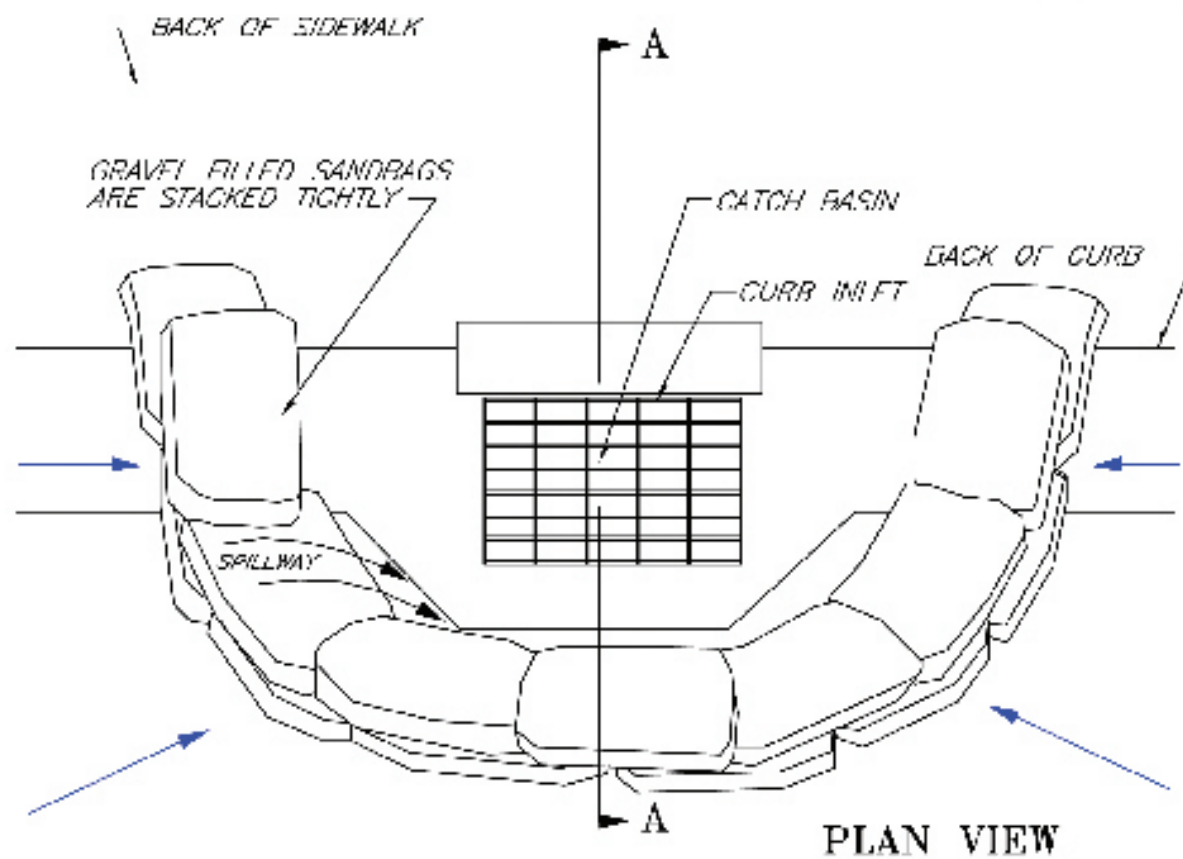 BACK OF SIDEWALK
A
GRAVEL FILLED SANDBAGS
ARE STACKED TIGHTLY
CATCH BASIN
BACK OF CURB
CURB INLET
SPILLWAY
A
PLAN VIEW